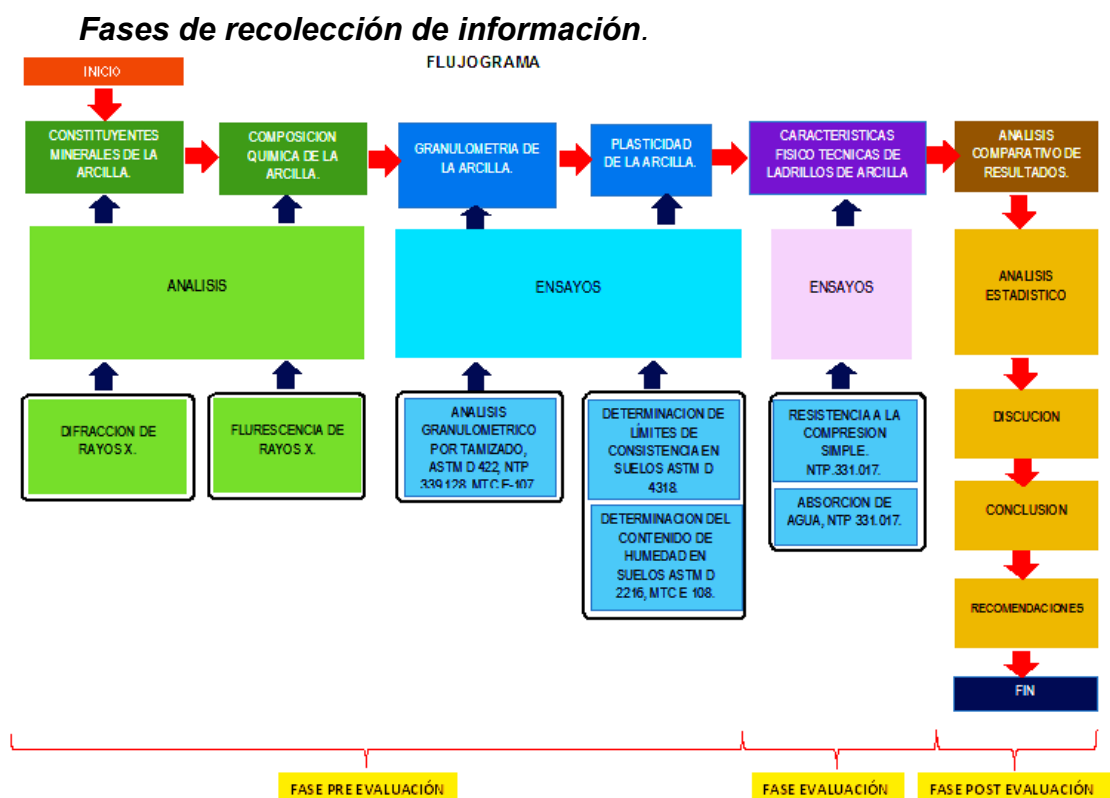 Fases de recolección de información.
FLUJOGRAMA
INICIO
CONSTITUYENTES
MINERALES DE LA
ARCILLA.
COMPOSICION
QUIMICA DE LA
ARCILLA.
GRANULOMETRIA DE
LA ARCILLA.
PLASTICIDAD
DE LA ARCILLA.
CARACTERISTICAS
FISICO TECNICAS DE
LADRILLOS DE ARCILLA
ANALISIS
COMPARATIVO DE
RESULTADOS.
ANALISIS
ENSAYOS
ENSAYOS
ANALISIS
ESTADISTICO
DIFRACCION DE
RAYOS X.
FLURESCENCIA DE
RAYOS X.
ANALISIS
GRANULOMETRICO
POR TAMIZADO,
ASTM D 422, NTP
339.128. MTC E-107.
DETERMINACION DE
LÍMITES DE
CONSISTENCIA EN
SUELOS ASTM D
4318.
DETERMINACION DEL
CONTENIDO DE
HUMEDAD EN
SUELOS ASTM D
2216, MTC E 108.
RESISTENCIA A LA
COMPRESION
SIMPLE.
NTP.331.017.
ABSORCION DE
AGUA, NTP 331.017.
DISCUCION
CONCLUSION
RECOMENDACIONES
FIN
FASE PRE EVALUACIÓN
FASE EVALUACIÓN
FASE POST EVALUACIÓN